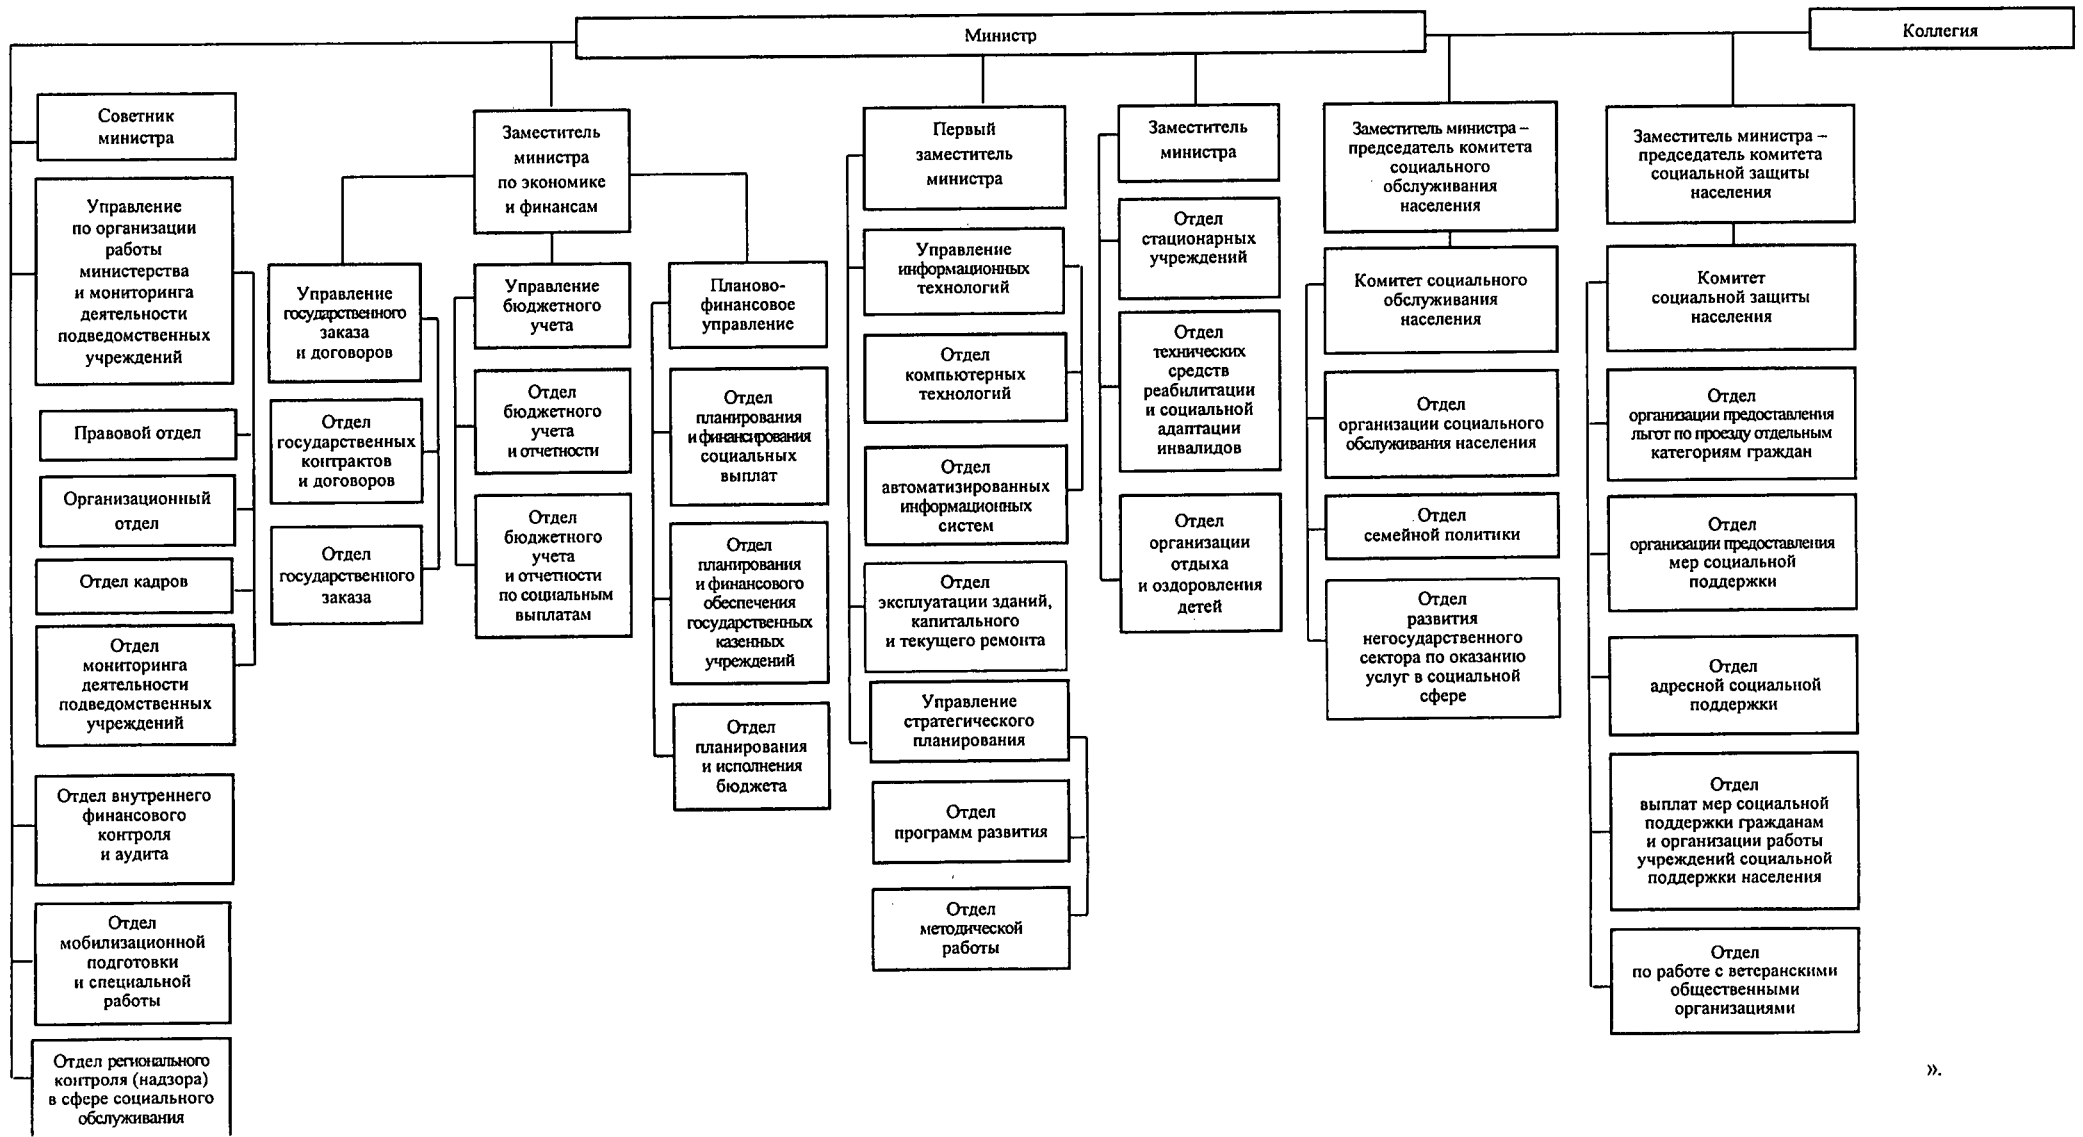 Министр
Коллегия
Советник
министра
Управление
по организации
работы
министерства
и мониторинга
деятельности
подведомственных
учреждений
Правовой отдел
Организационный
отдел
Отдел кадров
Отдел
мониторинга
деятельности
подведомственных
учреждений
Отдел внутреннего
финансового
контроля
и аудита
Отдел
мобилизационной
подготовки
и специальной
работы
Отдел регионального
контроля (надзора)
в сфере социального
обслуживания
Заместитель
министра
по экономике
и финансам
Управление
государственного
заказа
и договоров
Отдел
государственных
контрактов
и договоров
Отдел
государственного
заказа
Управление
бюджетного
учета
Отдел
бюджетного
учета
и отчетности
Отдел
бюджетного
учета
и отчетности
по социальным
выплатам
Планово-
финансовое
управление
Отдел
планирования
и финансирования
социальных
выплат
Отдел
планирования
и финансового
обеспечения
государственных
казенных
учреждений
Отдел
планирования
и исполнения
бюджета
Первый
заместитель
министра
Управление
информационных
технологий
Отдел
компьютерных
технологий
Отдел
автоматизированных
информационных
систем
Отдел
эксплуатации зданий,
капитального
и текущего ремонта
Управление
стратегического
планирования
Отдел
программ развития
Отдел
методической
работы
Заместитель
министра
Отдел
стационарных
учреждений
Отдел
технических
средств
реабилитации
и социальной
адаптации
инвалидов
Отдел
организации
отдыха
и оздоровления
детей
Заместитель министра –
председатель комитета
социального
обслуживания
населения
Комитет социального
обслуживания
населения
Отдел
организации социального
обслуживания населения
Отдел
семейной политики
Отдел
развития
негосударственного
сектора по оказанию
услуг в социальной
сфере
Заместитель министра –
председатель комитета
социальной защиты
населения
Комитет
социальной защиты
населения
Отдел
организации предоставления
льгот по проезду отдельным
категориям граждан
Отдел
организации предоставления
мер социальной
поддержки
Отдел
адресной социальной
поддержки
Отдел
выплат мер социальной
поддержки гражданам
и организации работы
учреждений социальной
поддержки населения
Отдел
по работе с ветеранскими
общественными
организациями
».